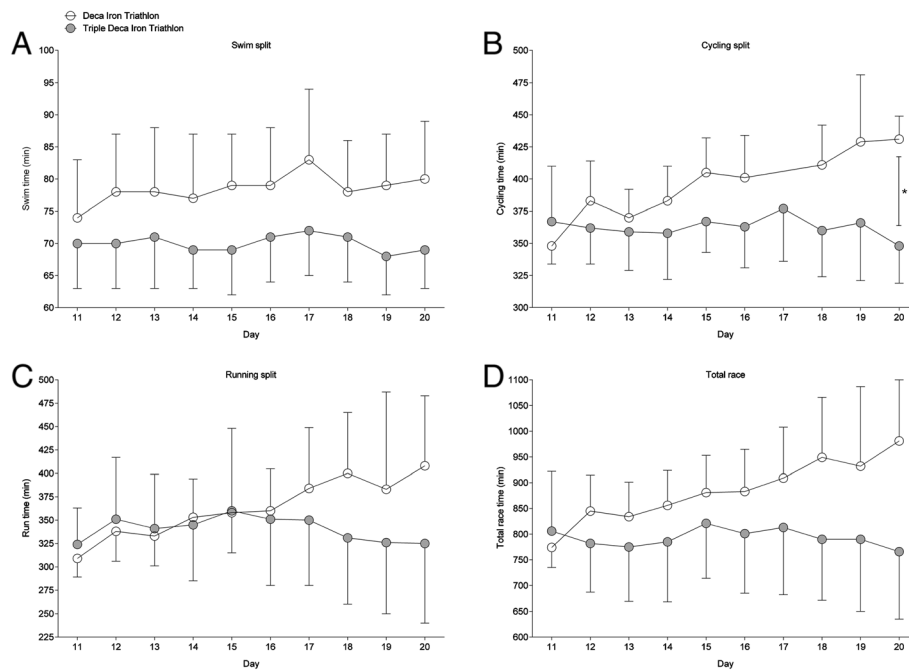 Deca Iron Triathlon
Triple Deca Iron Triathlon
A
Swim split
100
95
90
85
80
75
70
65
60
Swim time (min)
11 12 13 14 15 16 17 18 19 20
Day
B
Cycling split
500
475
450
425
400
375
350
325
300
Cycling time (min)
*
11 12 13 14 15 16 17 18 19 20
Day
C
Running split
500
475
450
425
400
375
350
325
300
275
250
225
Run time (min)
11 12 13 14 15 16 17 18 19 20
Day
D
Total race
1100
1050
1000
950
900
850
800
750
700
650
600
Total race time (min)
11 12 13 14 15 16 17 18 19 20
Day